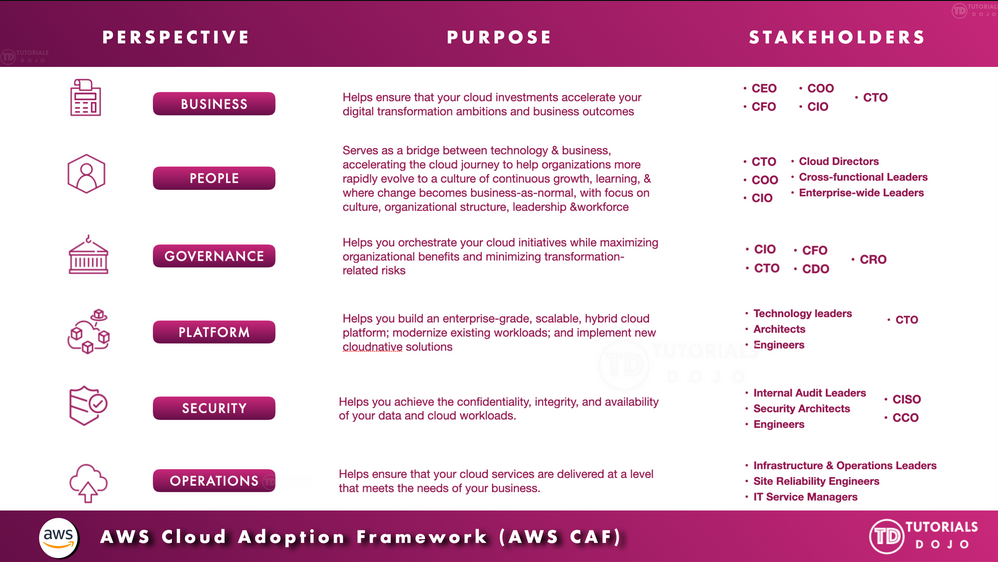 TUTORIALS
DOJO
TD
TUTORIALS
DOJO
TD
PERSPECTIVE
PURPOSE
STAKEHOLDERS
BUSINESS
Helps ensure that your cloud investments accelerate your
digital transformation ambitions and business outcomes
• CEO
• CFO
• COO
• CIO
• CTO
PEOPLE
Serves as a bridge between technology & business,
accelerating the cloud journey to help organizations more
rapidly evolve to a culture of continuous growth, learning, &
where change becomes business-as-normal, with focus on
culture, organizational structure, leadership &workforce
• CTO
• COO
• CIO
• Cloud Directors
• Cross-functional Leaders
• Enterprise-wide Leaders
GOVERNANCE
Helps you orchestrate your cloud initiatives while maximizing
organizational benefits and minimizing transformation-
related risks
• CIO
• CTO
• CFO
• CDO
• CRO
PLATFORM
Helps you build an enterprise-grade, scalable, hybrid cloud
platform; modernize existing workloads; and implement new
cloudnative solutions
• Technology leaders
• Architects
• Engineers
• CTO
TD
TUTORIALS
DOJO
SECURITY
Helps you achieve the confidentiality, integrity, and availability
of your data and cloud workloads.
• Internal Audit Leaders
• Security Architects
• Engineers
• CISO
• CCO
OPERATIONS
Helps ensure that your cloud services are delivered at a level
that meets the needs of your business.
• Infrastructure & Operations Leaders
• Site Reliability Engineers
• IT Service Managers
aws
AWS Cloud Adoption Framework (AWS CAF)
TD
TUTORIALS
DOJO